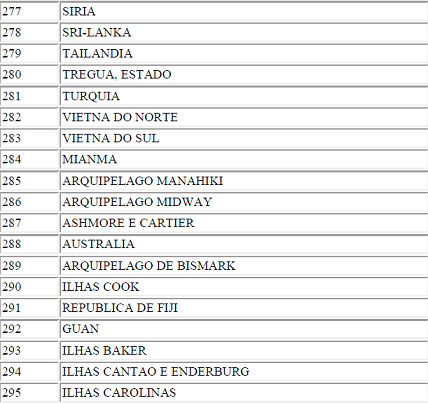 277 SIRIA
278 SRI-LANKA
279 TAILANDIA
280 TREGUA, ESTADO
281 TURQUIA
282 VIETNA DO NORTE
283 VIETNA DO SUL
284 MIANMA
285 ARQUIPELAGO MANAHIKI
286 ARQUIPELAGO MIDWAY
287 ASHMORE E CARTIER
288 AUSTRALIA
289 ARQUIPELAGO DE BISMARK
290 ILHAS COOK
291 REPUBLICA DE FIJI
292 GUAN
293 ILHAS BAKER
294 ILHAS CANTAO E ENDERBURG
295 ILHAS CAROLINAS